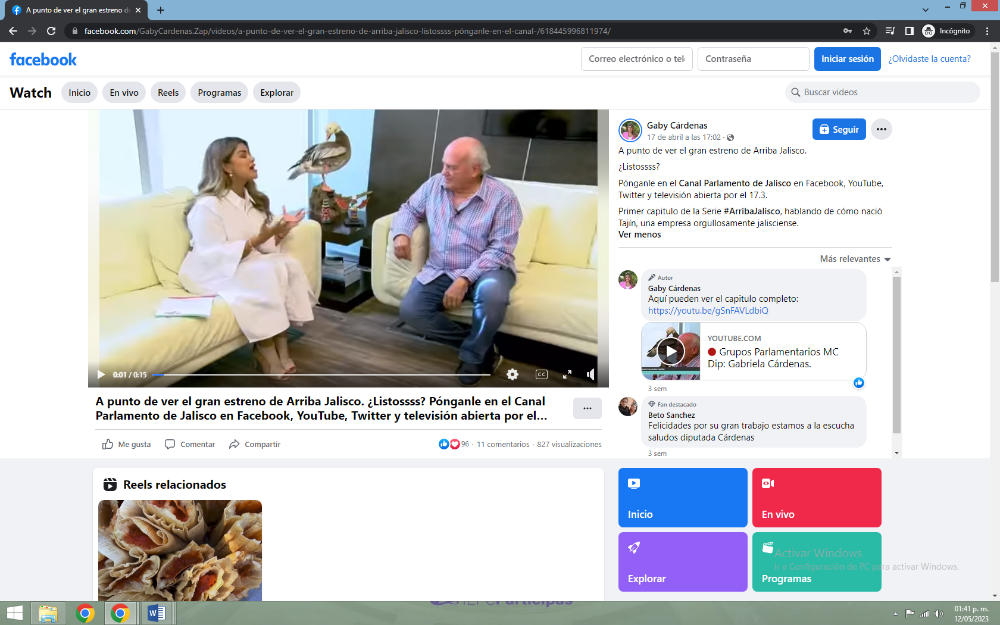 A punto de ver el gran estreno de
facebook.com/GabyCardenas.Zap/videos/a-punto-de-ver-el-gran-estreno-de-arriba-jalisco-listossss-pónganle-en-el-canal-/618445996811974/
Incógnito
facebook
Correo electrónico o telé
Contraseña
Iniciar sesión
¿Olvidaste la cuenta?
Watch
Inicio
En vivo
Reels
Programas
Explorar
Buscar videos
Gaby Cárdenas
17 de abril a las 17:02 ·
Seguir
A punto de ver el gran estreno de Arriba Jalisco.
¿Listossss?
Pónganle en el Canal Parlamento de Jalisco en Facebook, YouTube,
Twitter y televisión abierta por el 17.3.
Primer capitulo de la Serie #ArribaJalisco, hablando de cómo nació
Tajín, una empresa orgullosamente jalisciense.
Ver menos
Más relevantes
Autor
Gaby Cárdenas
Aquí pueden ver el capitulo completo:
https://youtu.be/gSnFAVLdbiQ
YOUTUBE.COM
Grupos Parlamentarios MC
Dip: Gabriela Cárdenas.
3 sem
Fan destacado
Beto Sanchez
Felicidades por su gran trabajo estamos a la escucha
saludos diputada Cárdenas
3 sem
0:01 / 0:15
CC
A punto de ver el gran estreno de Arriba Jalisco. ¿Listossss? Pónganle en el Canal
Parlamento de Jalisco en Facebook, YouTube, Twitter y televisión abierta por el...
Me gusta
Comentar
Compartir
96 · 11 comentarios · 827 visualizaciones
Reels relacionados
Inicio
En vivo
Explorar
Programas
Activar Windows
Ir a Configuración de PC para activar Windows.
01:41 p. m.
12/05/2023